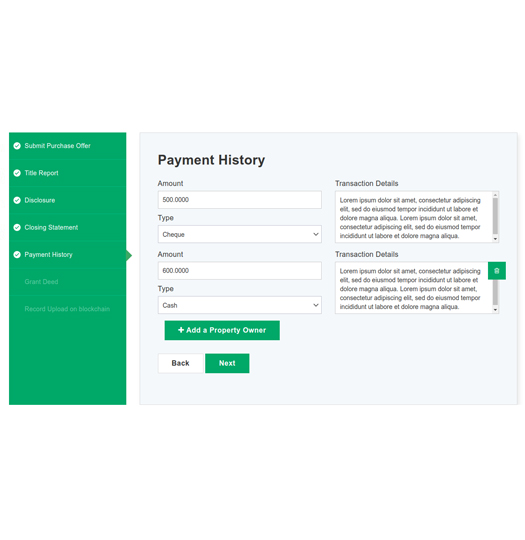 Submit Purchase Offer
Title Report
Disclosure
Closing Statement
Payment History
Grant Deed
Record Upload on blockchain
Payment History
Amount
500.0000
Type
Cheque
Transaction Details
Lorem ipsum dolor sit amet, consectetur adipiscing
elit, sed do eiusmod tempor incididunt ut labore et
dolore magna aliqua. Lorem ipsum dolor sit amet,
consectetur adipiscing elit, sed do eiusmod
tempor incididunt ut labore et dolore magna aliqua.
Amount
600.0000
Type
Cash
Transaction Details
Lorem ipsum dolor sit amet, consectetur adipiscing
elit, sed do eiusmod tempor incididunt ut labore et
dolore magna aliqua. Lorem ipsum dolor sit amet,
consectetur adipiscing elit, sed do eiusmod
tempor incididunt ut labore et dolore magna aliqua.
+ Add a Property Owner
Back
Next